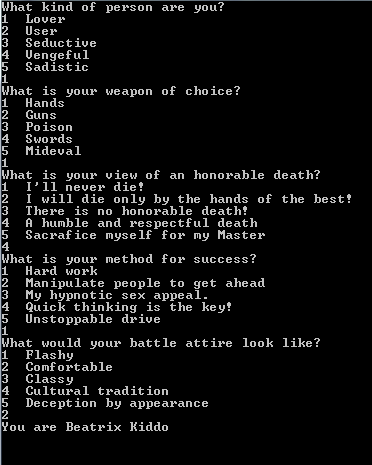 What kind of person are you?
1  Lover
2  User
3  Seductive
4  Vengeful
5  Sadistic
1
What is your weapon of choice?
1  Hands
2  Guns
3  Poison
4  Swords
5  Mideval
1
What is your view of an honorable death?
1  I'll never die!
2  I will die only by the hands of the best!
3  There is no honorable death!
4  A humble and respectful death
5  Sacrafice myself for my Master
4
What is your method for success?
1  Hard work
2  Manipulate people to get ahead
3  My hypnotic sex appeal.
4  Quick thinking is the key!
5  Unstoppable drive
1
What would your battle attire look like?
1  Flashy
2  Comfortable
3  Classy
4  Cultural tradition
5  Deception by appearance
2
You are Beatrix Kiddo